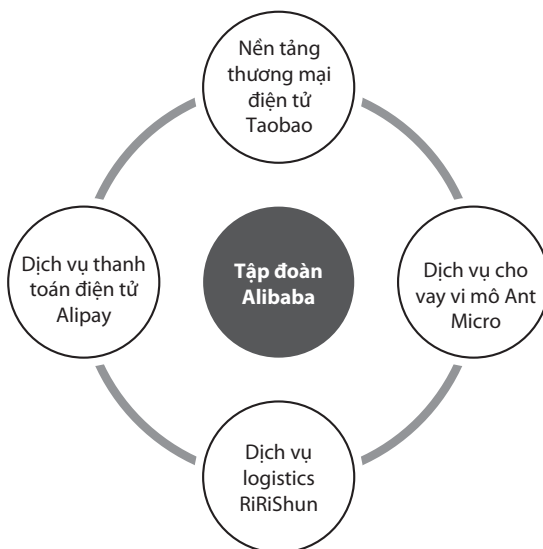 Nền tảng
thương mại
điện tử
Taobao
Dịch vụ thanh
toán điện tử
Alipay
Tập đoàn
Alibaba
Dịch vụ cho
vay vi mô Ant
Micro
Dịch vụ
logistics
RiRiShun